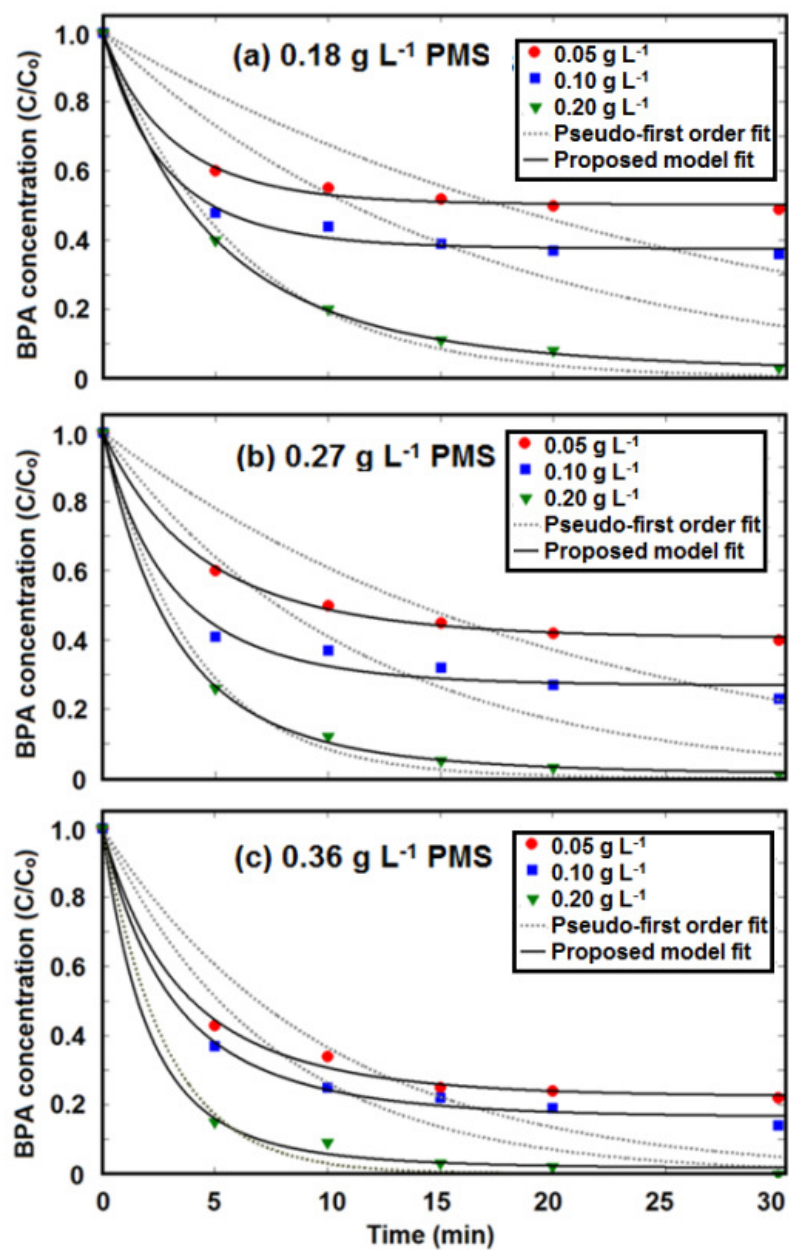 (a) 0.18 g L⁻¹ PMS
0.05 g L⁻¹
0.10 g L⁻¹
0.20 g L⁻¹
Pseudo-first order fit
Proposed model fit
BPA concentration (C/C₀)
1.0
0.8
0.6
0.4
0.2
0
(b) 0.27 g L⁻¹ PMS
0.05 g L⁻¹
0.10 g L⁻¹
0.20 g L⁻¹
Pseudo-first order fit
Proposed model fit
BPA concentration (C/C₀)
1.0
0.8
0.6
0.4
0.2
0
(c) 0.36 g L⁻¹ PMS
0.05 g L⁻¹
0.10 g L⁻¹
0.20 g L⁻¹
Pseudo-first order fit
Proposed model fit
BPA concentration (C/C₀)
1.0
0.8
0.6
0.4
0.2
0
0 5 10 15 20 25 30
Time (min)